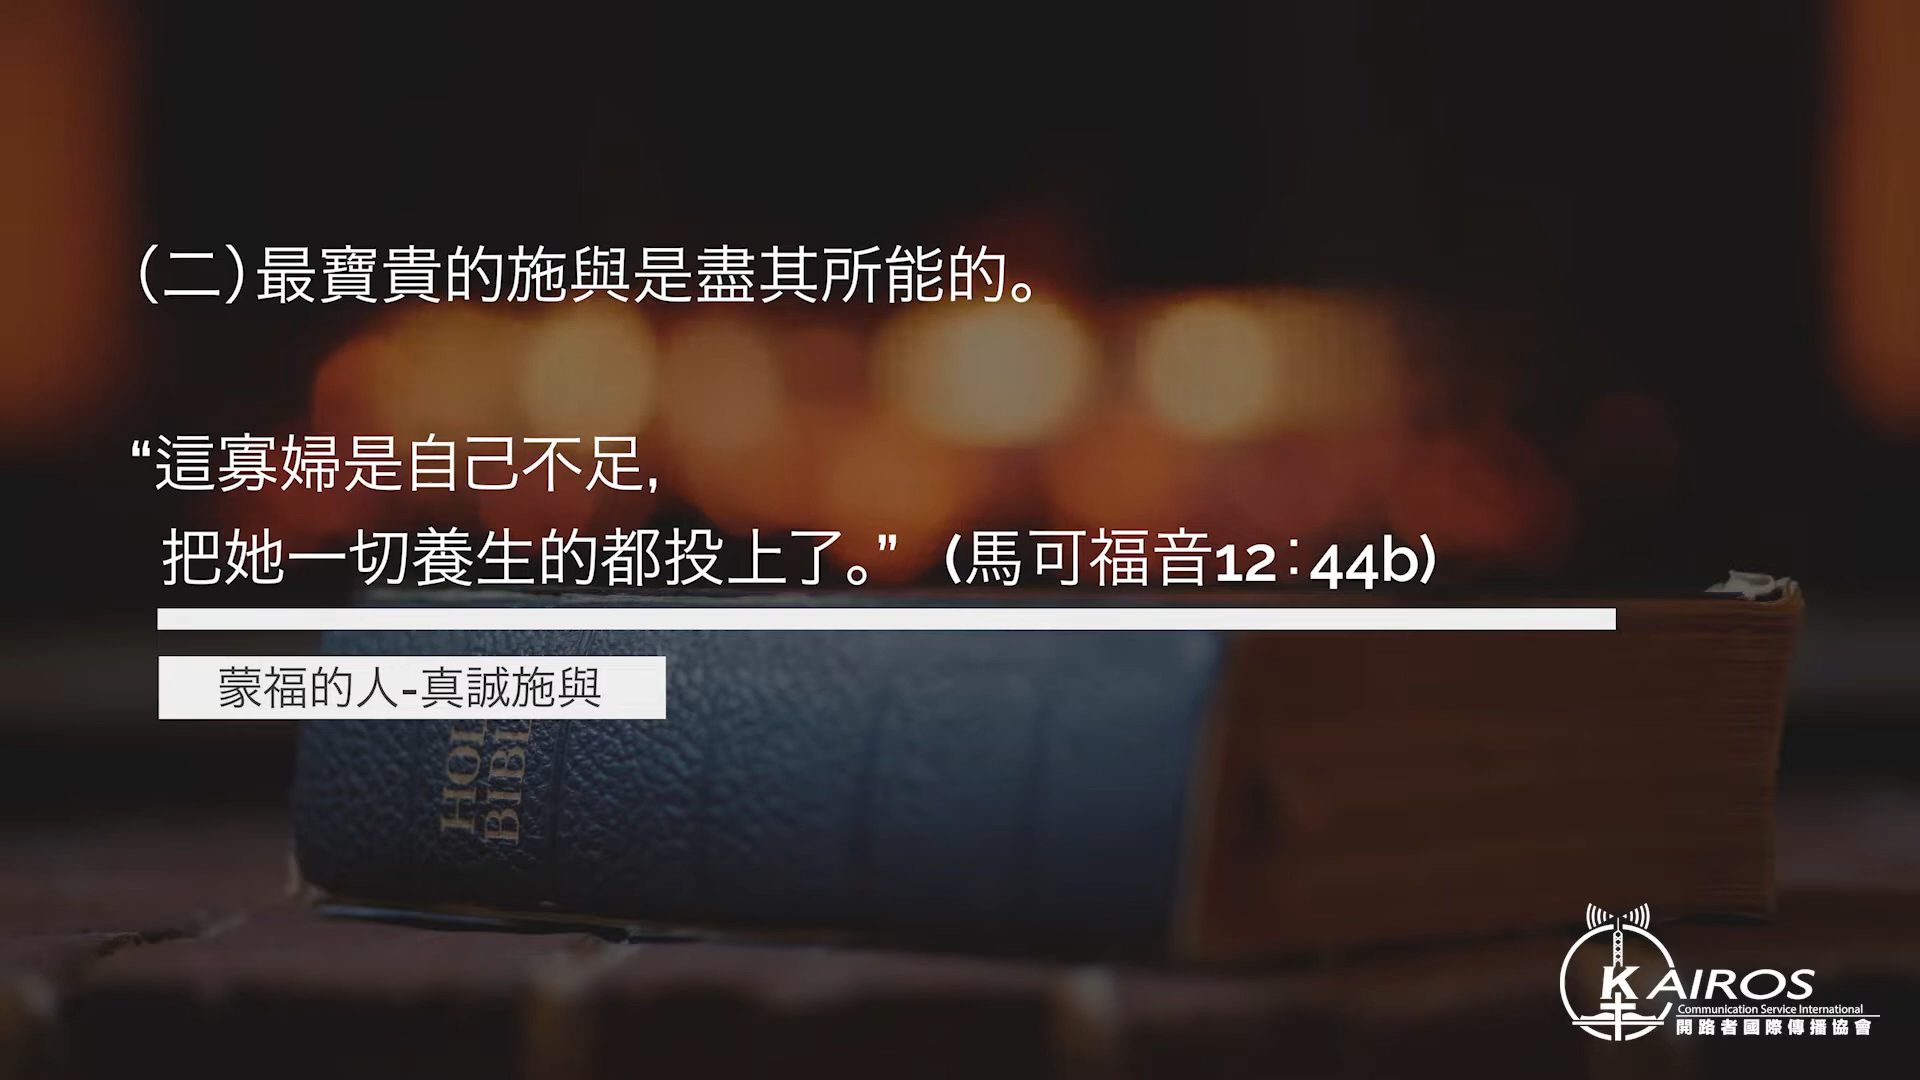 （二）最寶貴的施與是盡其所能的。
“這寡婦是自己不足,
把她一切養生的都投上了。” (馬可福音12：44b)
蒙福的人-真誠施與
HOLY
BIBLE
KAIROS
Communication Service International
開路者國際傳播協會